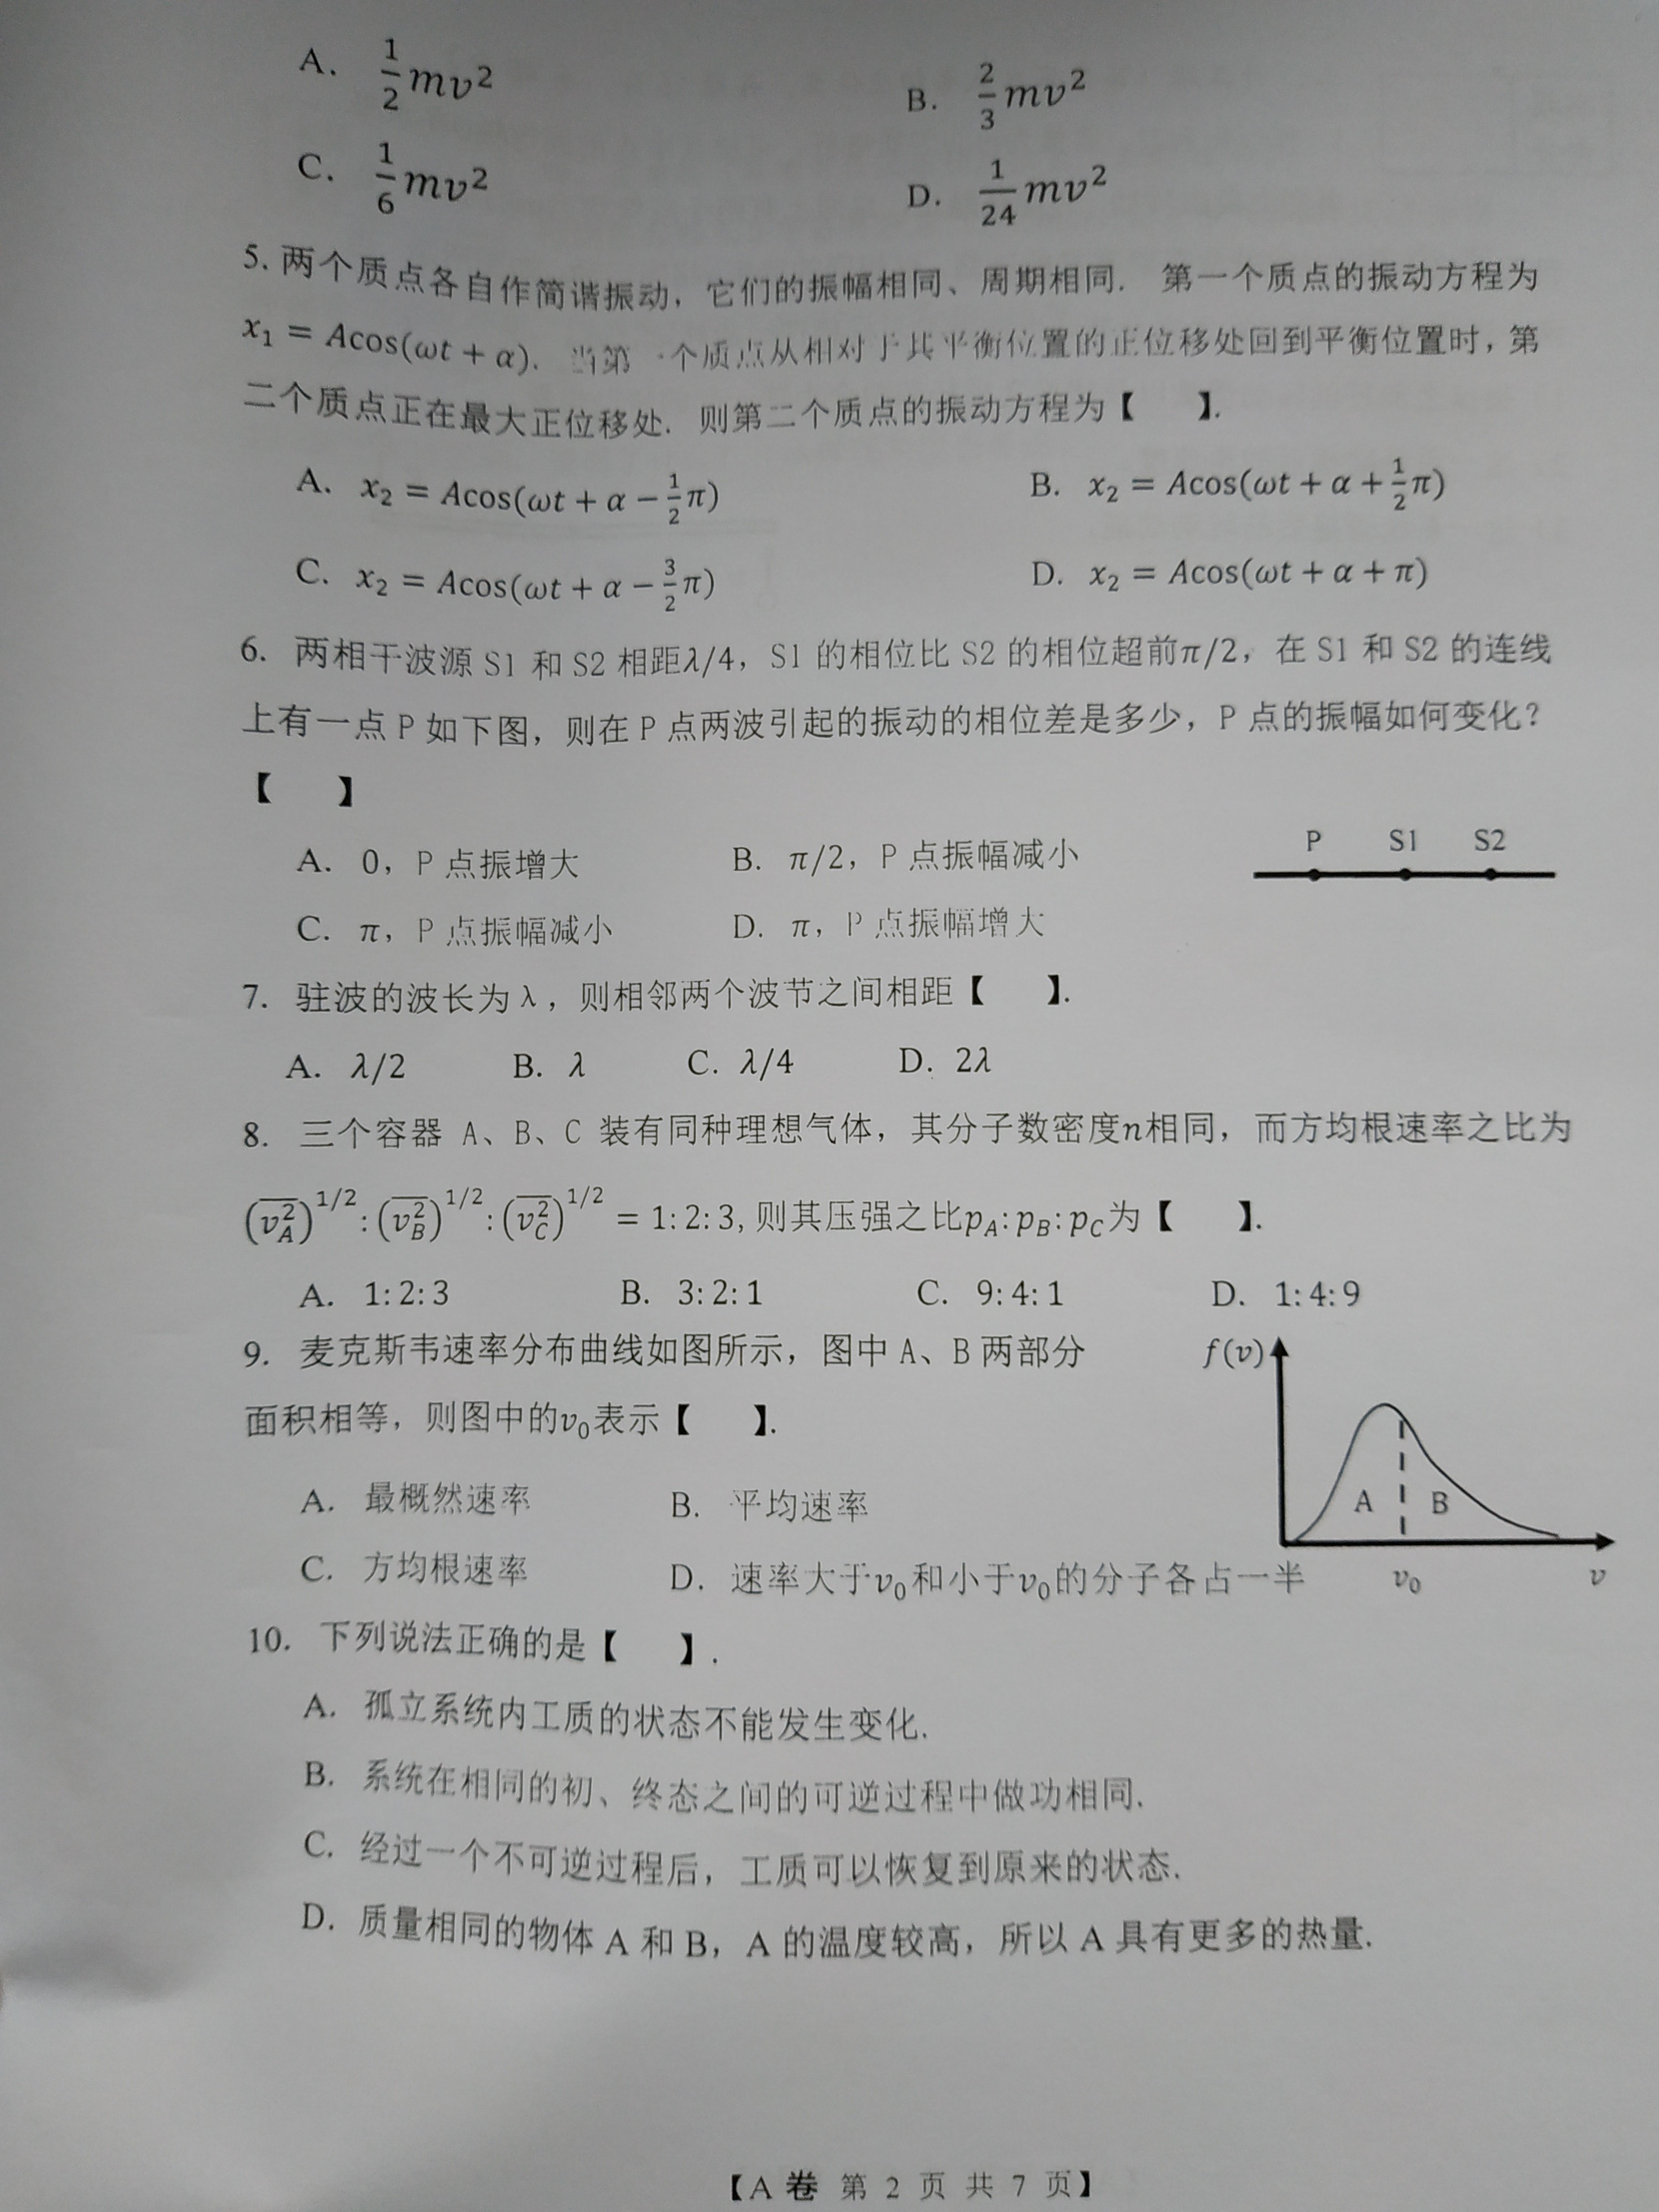 A. $\frac{1}{2}mv^2$ B. $\frac{2}{3}mv^2$
C. $\frac{1}{6}mv^2$ D. $\frac{1}{24}mv^2$
5. 两个质点各自作简谐振动，它们的振幅相同、周期相同. 第一个质点的振动方程为
$x_1 = A\cos(\omega t + \alpha)$. 当第一个质点从相对于其平衡位置的正位移处回到平衡位置时，第
二个质点正在最大正位移处. 则第二个质点的振动方程为【 】.
A. $x_2 = A\cos(\omega t + \alpha - \frac{1}{2}\pi)$ B. $x_2 = A\cos(\omega t + \alpha + \frac{1}{2}\pi)$
C. $x_2 = A\cos(\omega t + \alpha - \frac{3}{2}\pi)$ D. $x_2 = A\cos(\omega t + \alpha + \pi)$
6. 两相干波源 S1 和 S2 相距λ/4，S1 的相位比 S2 的相位超前π/2，在 S1 和 S2 的连线
上有一点 P 如下图，则在 P 点两波引起的振动的相位差是多少，P 点的振幅如何变化？
【 】
P S1 S2
A. 0，P 点振增大 B. π/2，P 点振幅减小
C. π，P 点振幅减小 D. π，P 点振幅增大
7. 驻波的波长为 λ，则相邻两个波节之间相距【 】.
A. λ/2 B. λ C. λ/4 D. 2λ
8. 三个容器 A、B、C 装有同种理想气体，其分子数密度n相同，而方均根速率之比为
$(\overline{v_A^2})^{1/2}:(\overline{v_B^2})^{1/2}:(\overline{v_C^2})^{1/2} = 1:2:3$, 则其压强之比$p_A:p_B:p_C$为【 】.
A. 1:2:3 B. 3:2:1 C. 9:4:1 D. 1:4:9
9. 麦克斯韦速率分布曲线如图所示，图中 A、B 两部分
面积相等，则图中的$v_0$表示【 】.
f(v)
A B
$v_0$ v
A. 最概然速率 B. 平均速率
C. 方均根速率 D. 速率大于$v_0$和小于$v_0$的分子各占一半
10. 下列说法正确的是【 】.
A. 孤立系统内工质的状态不能发生变化.
B. 系统在相同的初、终态之间的可逆过程中做功相同.
C. 经过一个不可逆过程后，工质可以恢复到原来的状态.
D. 质量相同的物体 A 和 B，A 的温度较高，所以 A 具有更多的热量.
【A 卷 第 2 页 共 7 页】